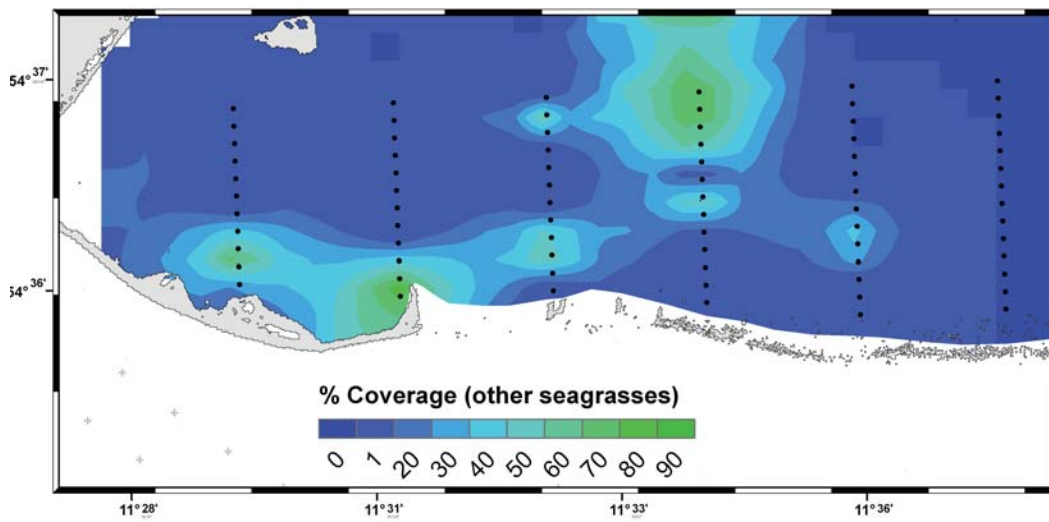 54° 37'
54° 36'
% Coverage (other seagrasses)
0 1 20 30 40 50 60 70 80 90
11° 28' 11° 31' 11° 33' 11° 36'